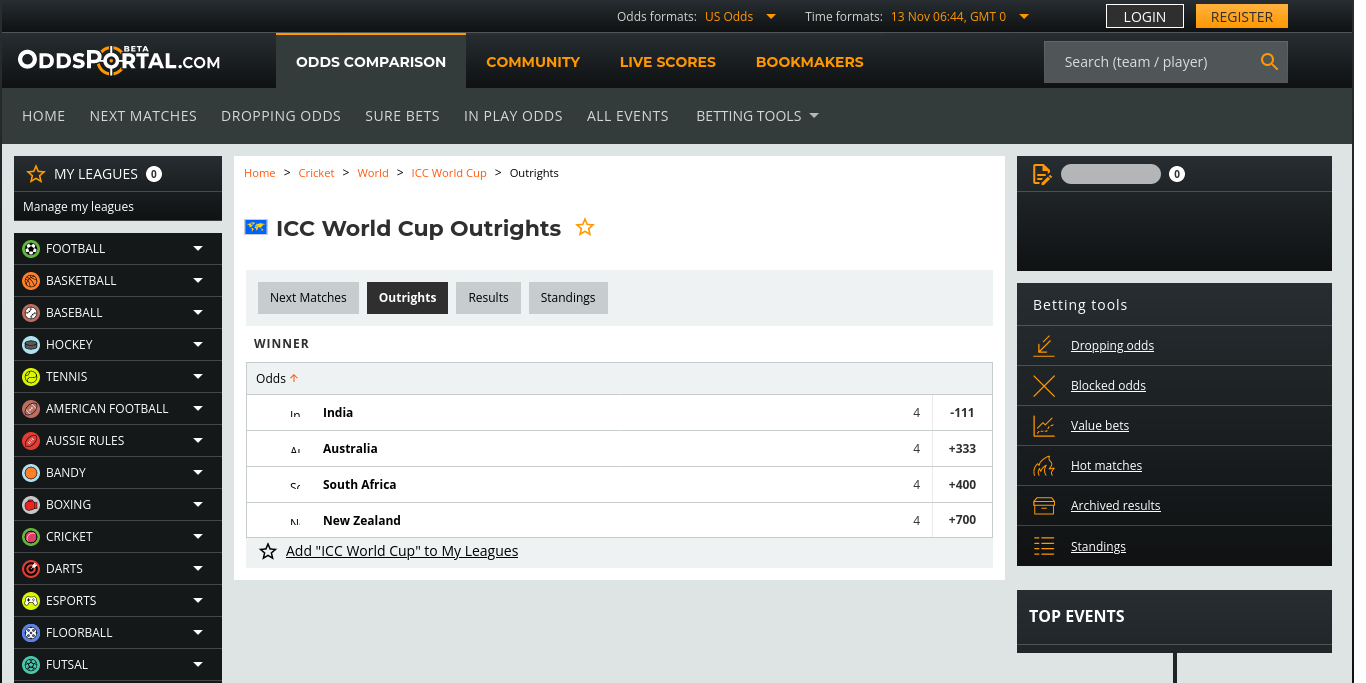 Odds formats: US Odds Time formats: 13 Nov 06:44, GMT 0 LOGIN REGISTER
ODDSPORTAL.COM BETA
ODDS COMPARISON COMMUNITY LIVE SCORES BOOKMAKERS Search (team / player)
HOME NEXT MATCHES DROPPING ODDS SURE BETS IN PLAY ODDS ALL EVENTS BETTING TOOLS
MY LEAGUES 0
Manage my leagues
FOOTBALL
BASKETBALL
BASEBALL
HOCKEY
TENNIS
AMERICAN FOOTBALL
AUSSIE RULES
BANDY
BOXING
CRICKET
DARTS
ESPORTS
FLOORBALL
FUTSAL
Home > Cricket > World > ICC World Cup > Outrights
ICC World Cup Outrights
Next Matches Outrights Results Standings
WINNER
Odds
India 4 -111
Australia 4 +333
South Africa 4 +400
New Zealand 4 +700
Add "ICC World Cup" to My Leagues
0
Betting tools
Dropping odds
Blocked odds
Value bets
Hot matches
Archived results
Standings
TOP EVENTS